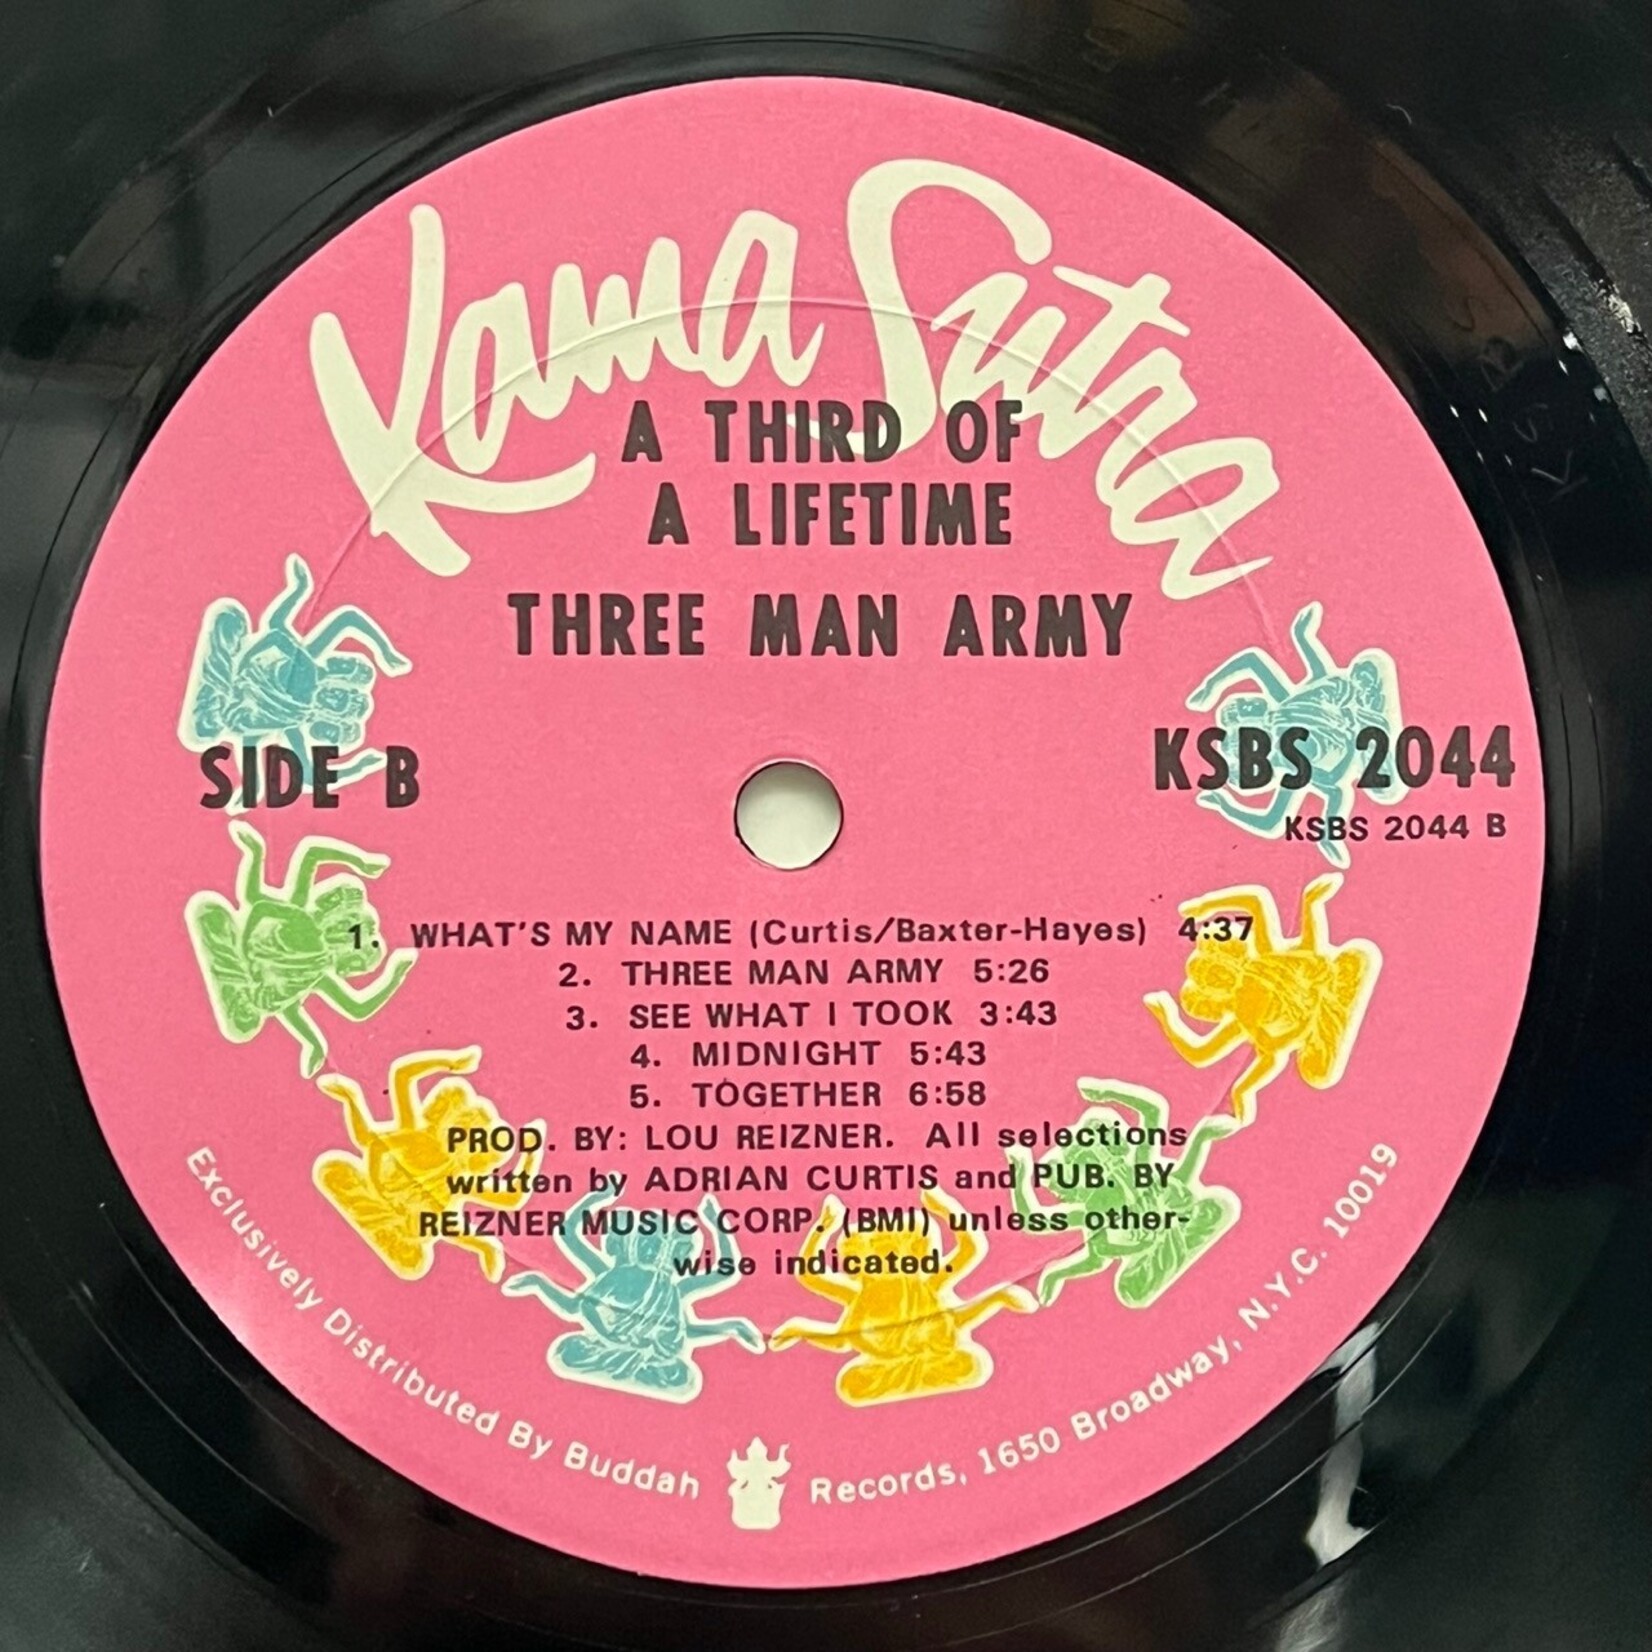 Kama Sutra
A THIRD OF
A LIFETIME
THREE MAN ARMY
SIDE B
KSBS 2044
KSBS 2044 B
1. WHAT'S MY NAME (Curtis/Baxter-Hayes) 4:37
2. THREE MAN ARMY 5:26
3. SEE WHAT I TOOK 3:43
4. MIDNIGHT 5:43
5. TOGETHER 6:58
PROD. BY: LOU REIZNER. All selections
written by ADRIAN CURTIS and PUB. BY
REIZNER MUSIC CORP. (BMI) unless other-
wise indicated.
Exclusively Distributed By Buddah Records, 1650 Broadway, N.Y.C. 10019